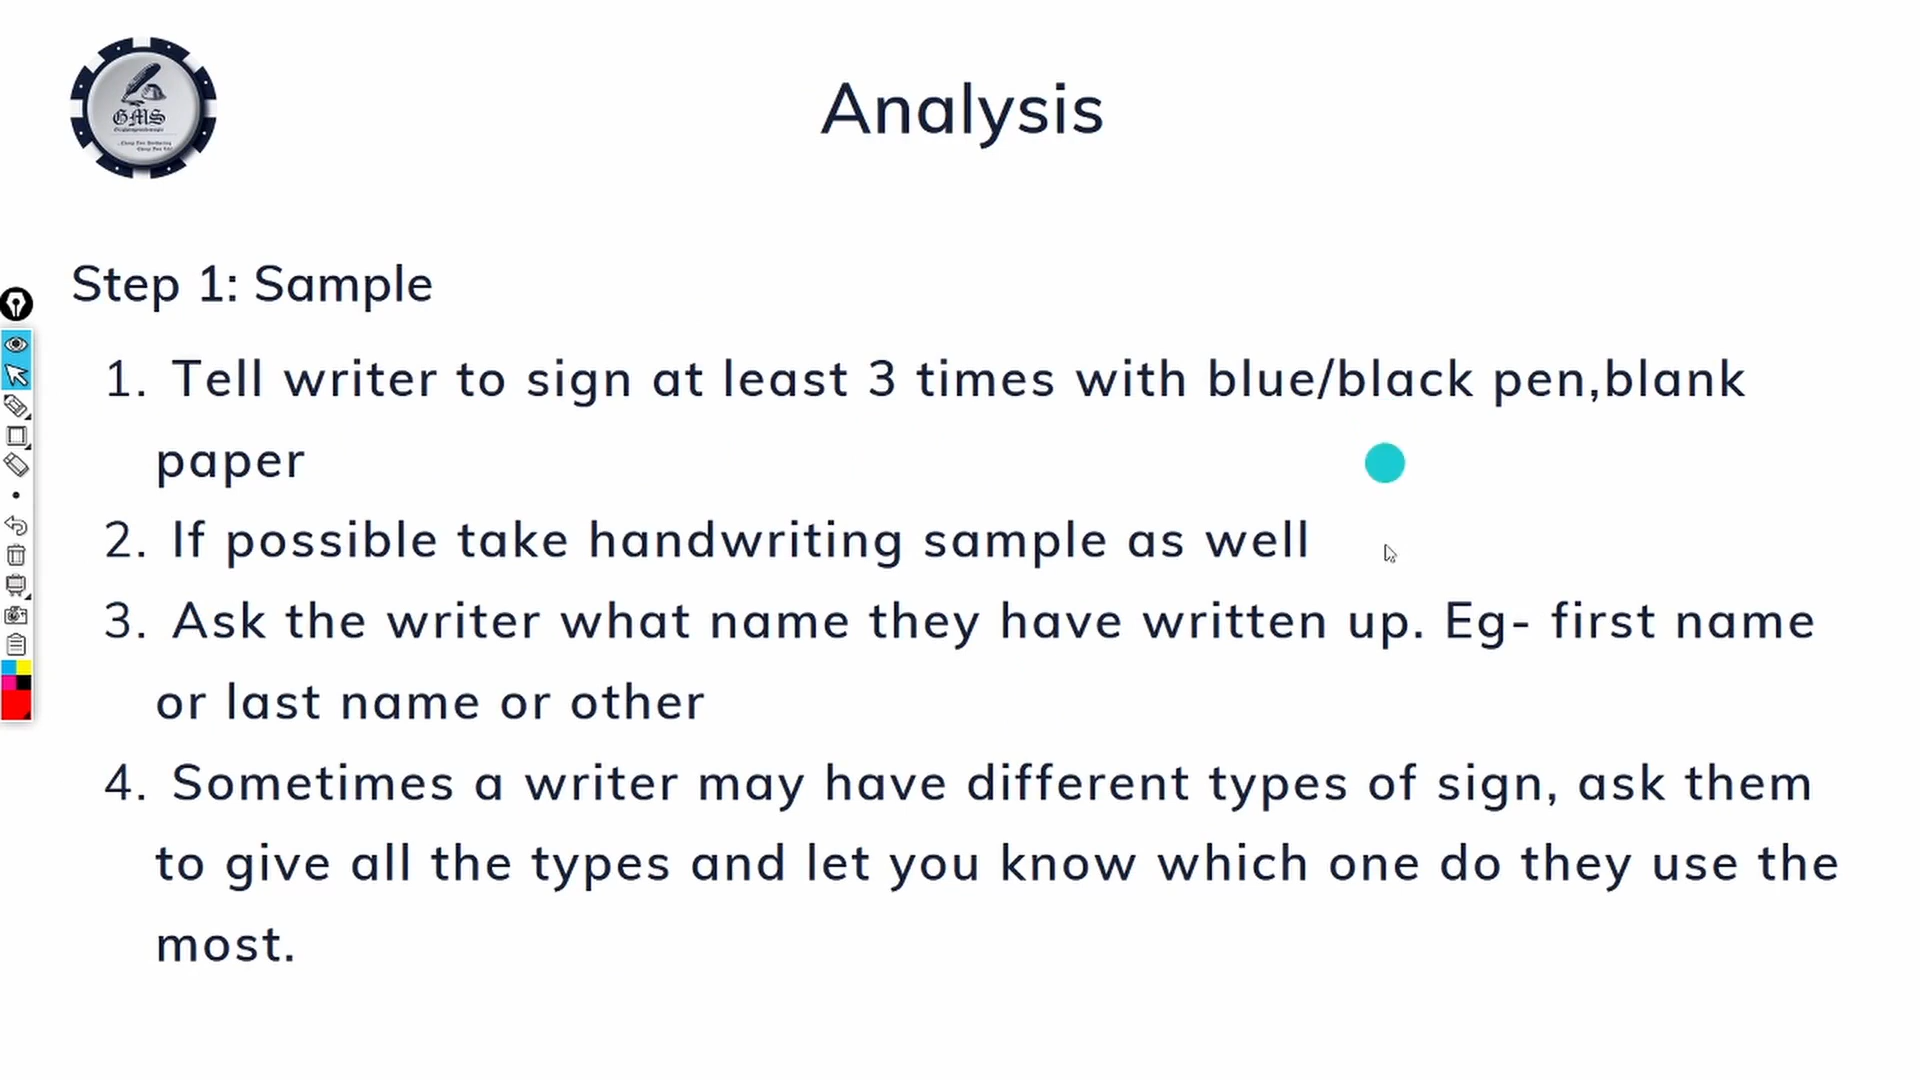 GMS
Analysis
Step 1: Sample
1. Tell writer to sign at least 3 times with blue/black pen,blank
paper
2. If possible take handwriting sample as well
3. Ask the writer what name they have written up. Eg- first name
or last name or other
4. Sometimes a writer may have different types of sign, ask them
to give all the types and let you know which one do they use the
most.